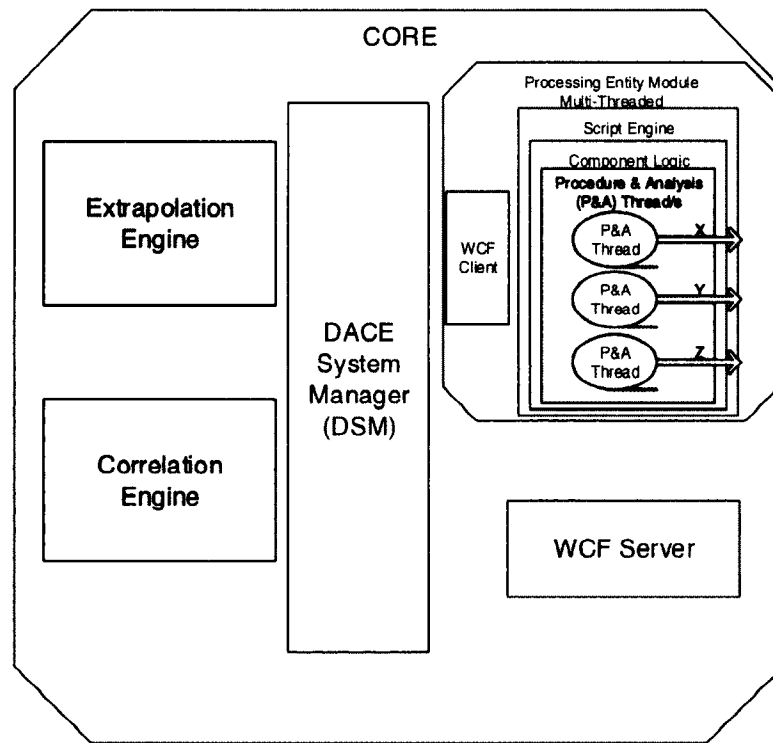 CORE
Processing Entity Module
Multi-Threaded
Script Engine
Component Logic
Procedure & Analysis
(P&A) Thread/s
P&A
Thread
X
P&A
Thread
Y
P&A
Thread
Z
WCF
Client
Extrapolation
Engine
DACE
System
Manager
(DSM)
Correlation
Engine
WCF Server